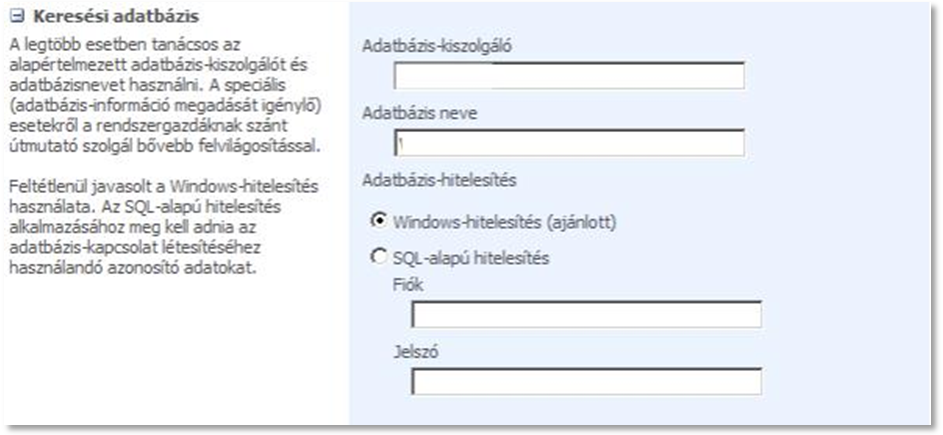 Keresési adatbázis
A legtöbb esetben tanácsos az
alapértelmezett adatbázis-kiszolgálót és
adatbázisnevet használni. A speciális
(adatbázis-információ megadását igénylő)
esetekről a rendszergazdáknak szánt
útmutató szolgál bővebb felvilágosítással.
Feltétlenül javasolt a Windows-hitelesítés
használata. Az SQL-alapú hitelesítés
alkalmazásához meg kell adnia az
adatbázis-kapcsolat létesítéséhez
használandó azonosító adatokat.
Adatbázis-kiszolgáló
Adatbázis neve
Adatbázis-hitelesítés
Windows-hitelesítés (ajánlott)
SQL-alapú hitelesítés
Fiók
Jelszó